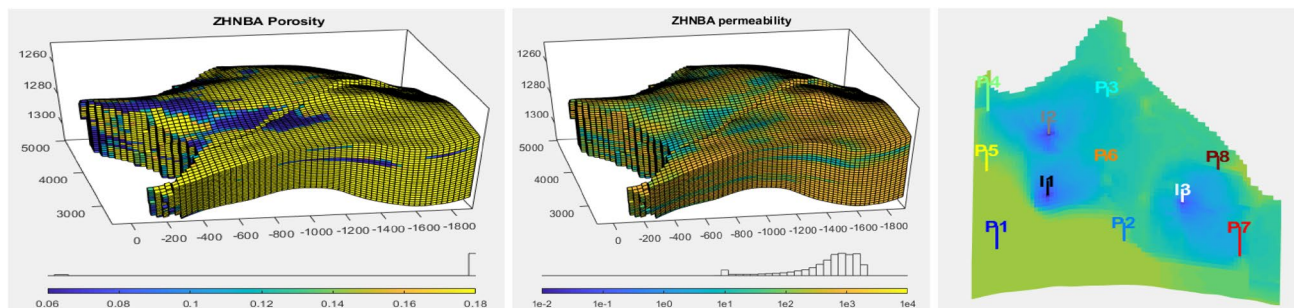 ZHNBA Porosity
1260
1280
1300
5000
4000
3000
0 -200 -400 -600 -800 -1000 -1200 -1400 -1600 -1800
0.06 0.08 0.1 0.12 0.14 0.16 0.18
ZHNBA permeability
1260
1280
1300
5000
4000
3000
0 -200 -400 -600 -800 -1000 -1200 -1400 -1600 -1800
1e-2 1e-1 1e0 1e1 1e2 1e3 1e4
P4 P3
I2
P5 P6 P8
I1 I3
P1 P2 P7